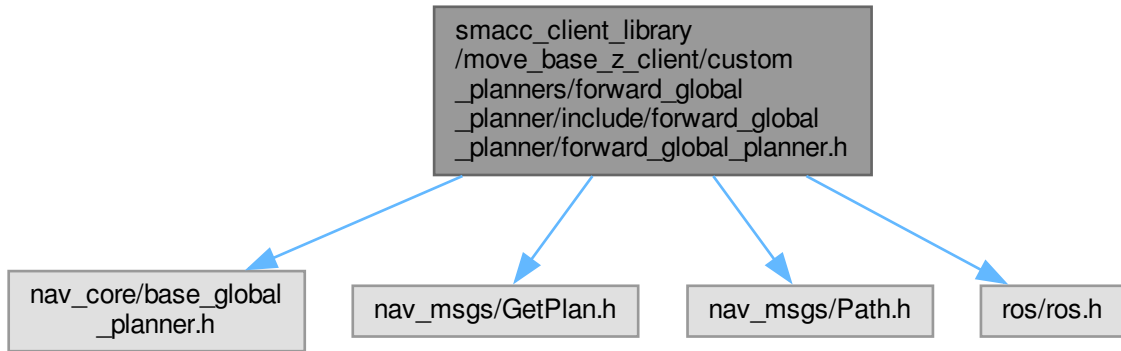 smacc_client_library
/move_base_z_client/custom
_planners/forward_global
_planner/include/forward_global
_planner/forward_global_planner.h
nav_core/base_global
_planner.h
nav_msgs/GetPlan.h
nav_msgs/Path.h
ros/ros.h